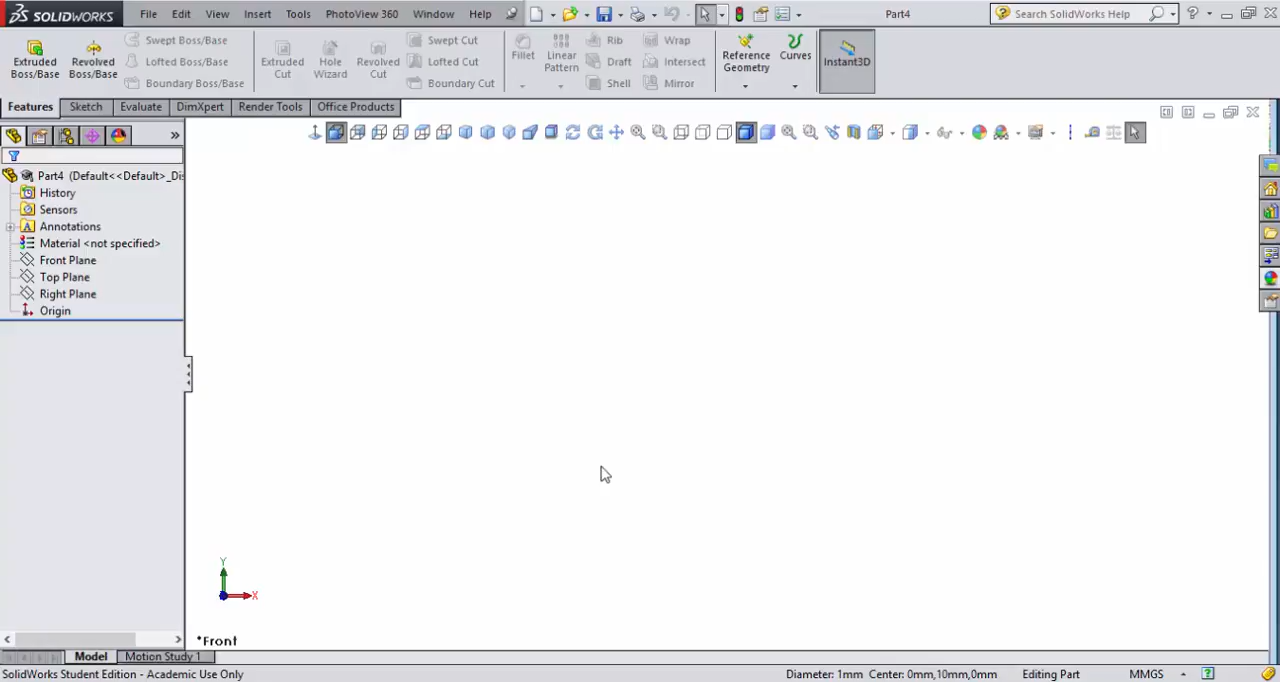 SOLIDWORKS File Edit View Insert Tools PhotoView 360 Window Help Part4 Search SolidWorks Help
Extruded Boss/Base
Revolved Boss/Base
Swept Boss/Base
Lofted Boss/Base
Boundary Boss/Base
Extruded Cut
Hole Wizard
Revolved Cut
Swept Cut
Lofted Cut
Boundary Cut
Fillet
Linear Pattern
Rib
Draft
Shell
Wrap
Intersect
Mirror
Reference Geometry
Curves
Instant3D
Features Sketch Evaluate DimXpert Render Tools Office Products
Part4 (Default<<Default>_Dis
History
Sensors
Annotations
Material <not specified>
Front Plane
Top Plane
Right Plane
Origin
Y
X
*Front
Model Motion Study 1
SolidWorks Student Edition - Academic Use Only Diameter: 1mm Center: 0mm,10mm,0mm Editing Part MMGS